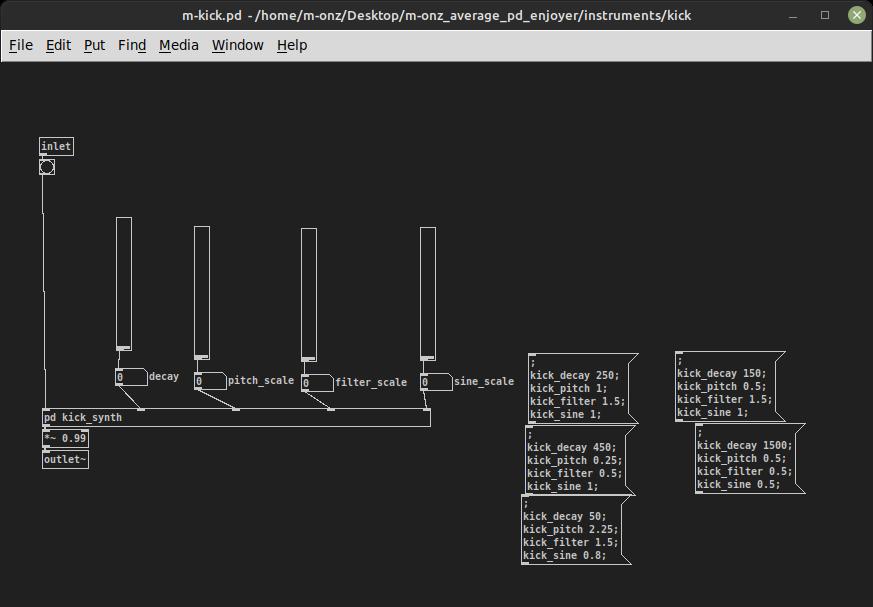 m-kick.pd - /home/m-onz/Desktop/m-onz_average_pd_enjoyer/instruments/kick
File Edit Put Find Media Window Help
inlet
0 decay
0 pitch_scale
0 filter_scale
0 sine_scale
pd kick_synth
*~ 0.99
outlet~
;
kick_decay 250;
kick_pitch 1;
kick_filter 1.5;
kick_sine 1;
;
kick_decay 150;
kick_pitch 0.5;
kick_filter 1.5;
kick_sine 1;
;
kick_decay 450;
kick_pitch 0.25;
kick_filter 0.5;
kick_sine 1;
;
kick_decay 1500;
kick_pitch 0.5;
kick_filter 0.5;
kick_sine 0.5;
;
kick_decay 50;
kick_pitch 2.25;
kick_filter 1.5;
kick_sine 0.8;